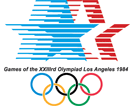 Games of the XXIIIrd Olympiad Los Angeles 1984